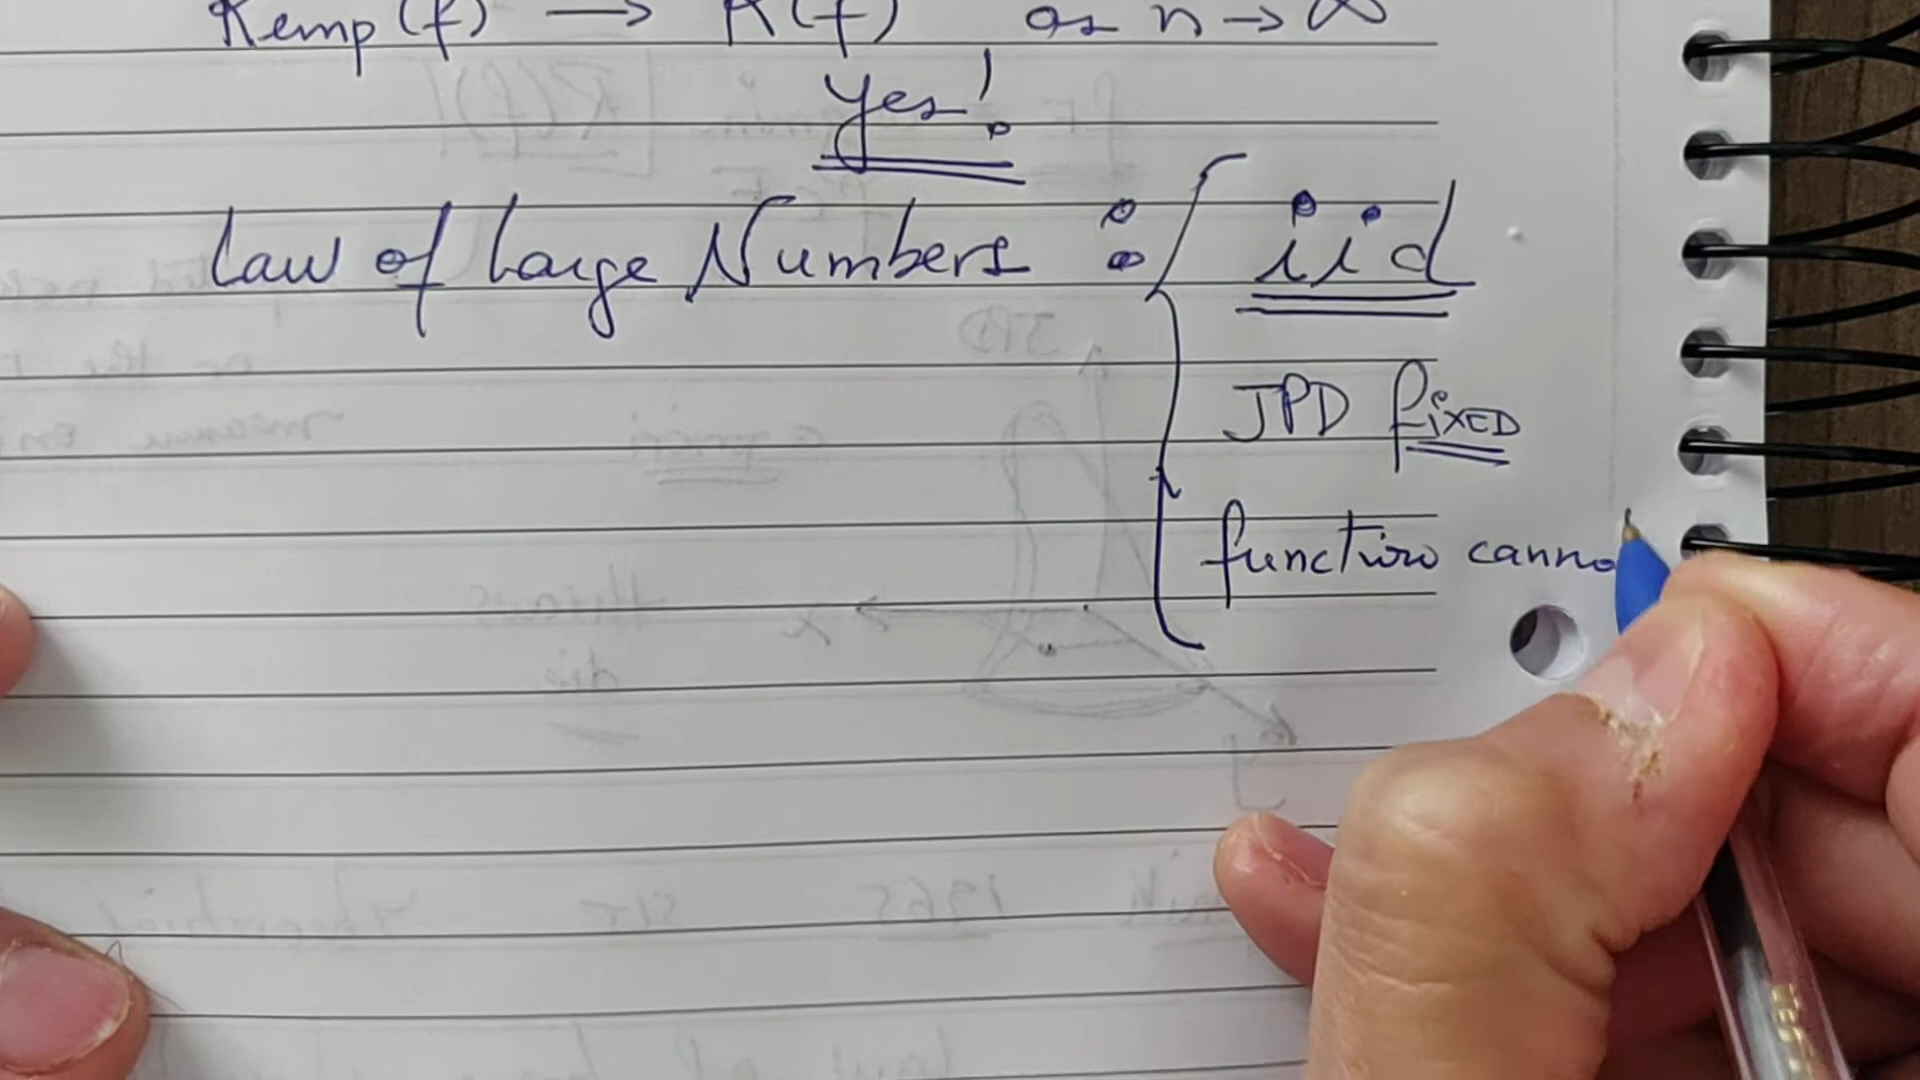 Remp (f) → R(f) as n → ∞
Yes!
Law of Large Numbers : iid
JPD fixED
function canno